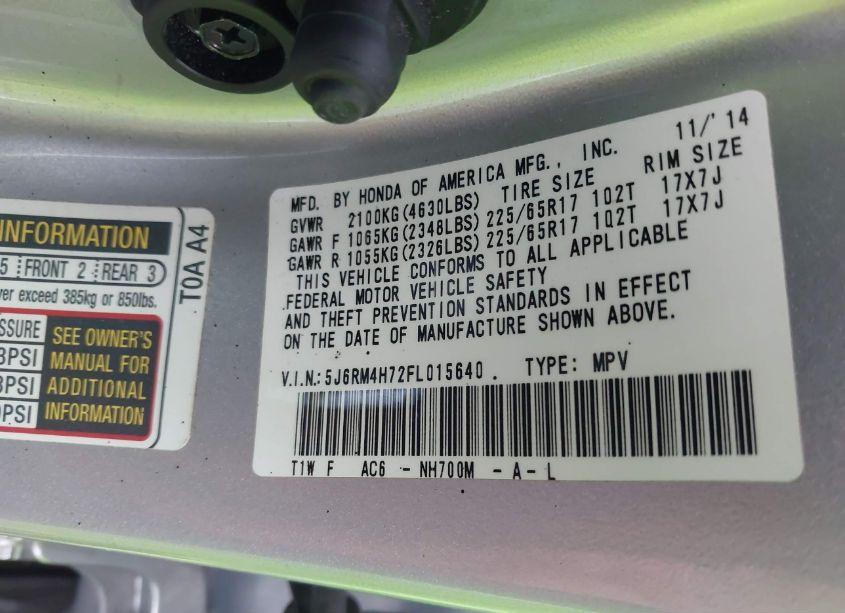 INFORMATION
5 FRONT 2 REAR 3
ver exceed 385kg or 850lbs.
SSURE
3PSI
3PSI
0PSI
SEE OWNER'S
MANUAL FOR
ADDITIONAL
INFORMATION
T0A A4
11/'14
MFD. BY HONDA OF AMERICA MFG., INC.
GVWR 2100KG(4630LBS) TIRE SIZE RIM SIZE
GAWR F 1065KG(2348LBS) 225/65R17 102T 17X7J
GAWR R 1055KG(2326LBS) 225/65R17 102T 17X7J
THIS VEHICLE CONFORMS TO ALL APPLICABLE
FEDERAL MOTOR VEHICLE SAFETY
AND THEFT PREVENTION STANDARDS IN EFFECT
ON THE DATE OF MANUFACTURE SHOWN ABOVE.
V.I.N.:5J6RM4H72FL015640. TYPE: MPV
T1W F AC6 - NH700M - A - L